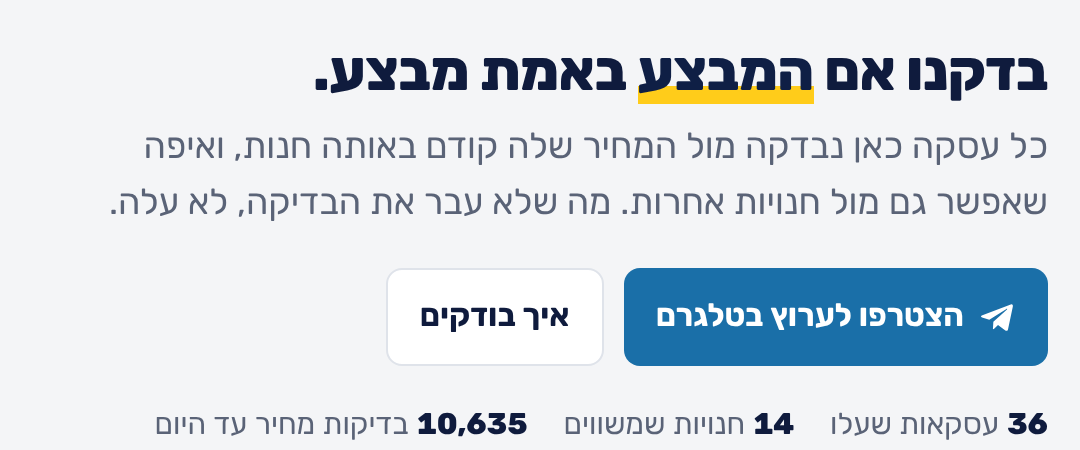 בדקנו אם המבצע באמת מבצע.
כל עסקה כאן נבדקה מול המחיר שלה קודם באותה חנות, ואיפה
שאפשר גם מול חנויות אחרות. מה שלא עבר את הבדיקה, לא עלה.
הצטרפו לערוץ בטלגרם
איך בודקים
36 עסקאות שעלו
14 חנויות שמשווים
10,635 בדיקות מחיר עד היום